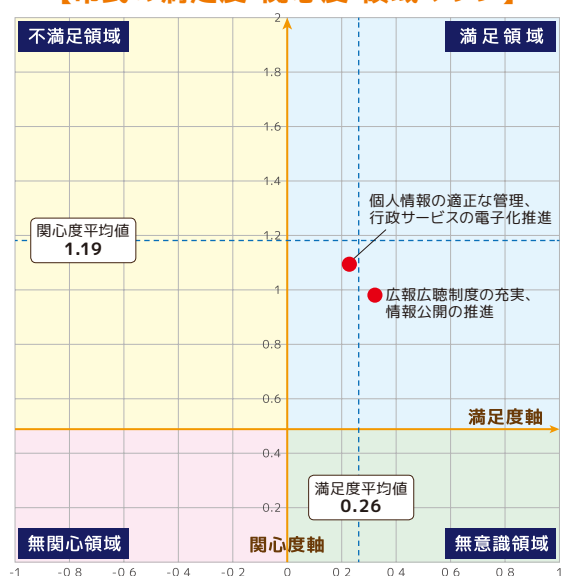 不満足領域
満足領域
2
1.8
1.6
1.4
個人情報の適正な管理、
行政サービスの電子化推進
関心度平均値
1.19
1.2
1
広報広聴制度の充実、
情報公開の推進
0.8
0.6
満足度軸
0.4
満足度平均値
0.26
0.2
無関心領域
関心度軸
無意識領域
-1 -0.8 -0.6 -0.4 -0.2 0 0.2 0.4 0.6 0.8 1